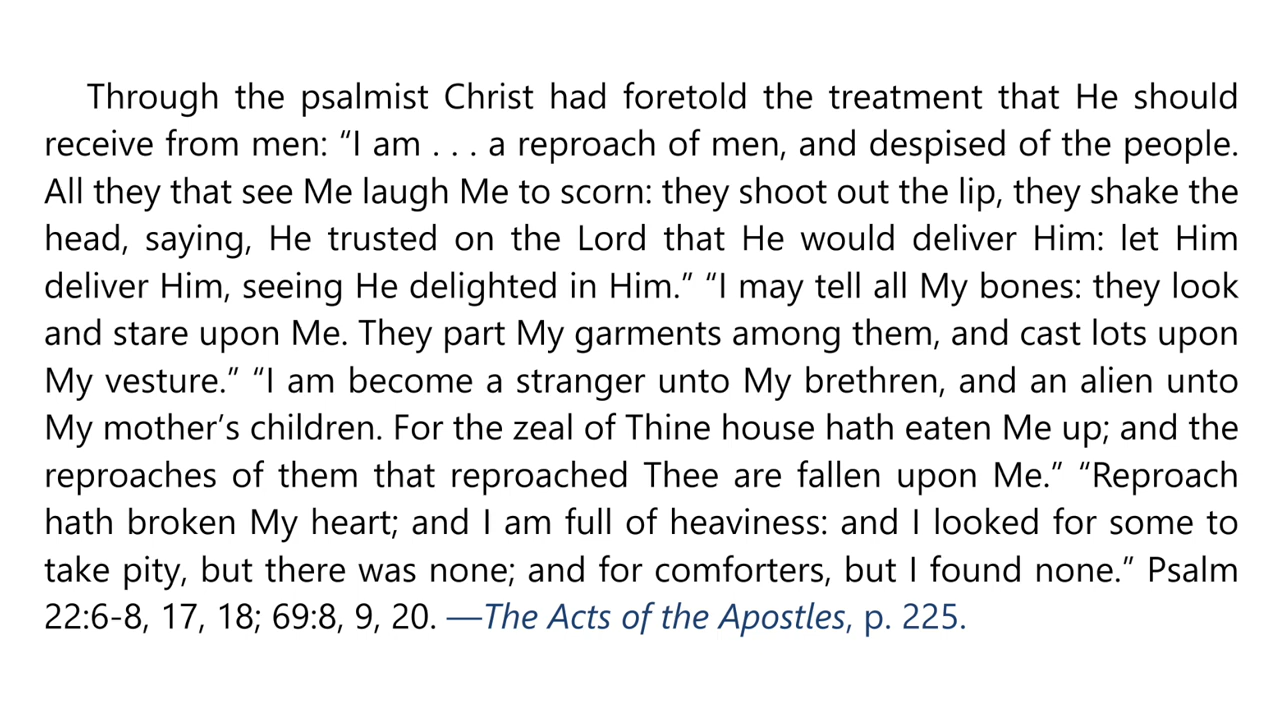 Through the psalmist Christ had foretold the treatment that He should
receive from men: “I am . . . a reproach of men, and despised of the people.
All they that see Me laugh Me to scorn: they shoot out the lip, they shake the
head, saying, He trusted on the Lord that He would deliver Him: let Him
deliver Him, seeing He delighted in Him.” “I may tell all My bones: they look
and stare upon Me. They part My garments among them, and cast lots upon
My vesture.” “I am become a stranger unto My brethren, and an alien unto
My mother’s children. For the zeal of Thine house hath eaten Me up; and the
reproaches of them that reproached Thee are fallen upon Me.” “Reproach
hath broken My heart; and I am full of heaviness: and I looked for some to
take pity, but there was none; and for comforters, but I found none.” Psalm
22:6-8, 17, 18; 69:8, 9, 20. —The Acts of the Apostles, p. 225.